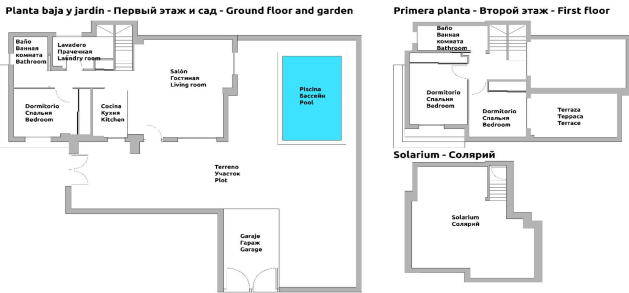 Planta baja y jardín - Первый этаж и сад - Ground floor and garden
Baño
Ванная
комната
Bathroom
Lavadero
Прачечная
Laundry room
Salón
Гостиная
Living room
Piscina
Бассейн
Pool
Dormitorio
Спальня
Bedroom
Cocina
Кухня
Kitchen
Terreno
Участок
Plot
Garaje
Гараж
Garage
Primera planta - Второй этаж - First floor
Baño
Ванная
комната
Bathroom
Dormitorio
Спальня
Bedroom
Dormitorio
Спальня
Bedroom
Terraza
Терраса
Terrace
Solarium - Солярий
Solarium
Солярий